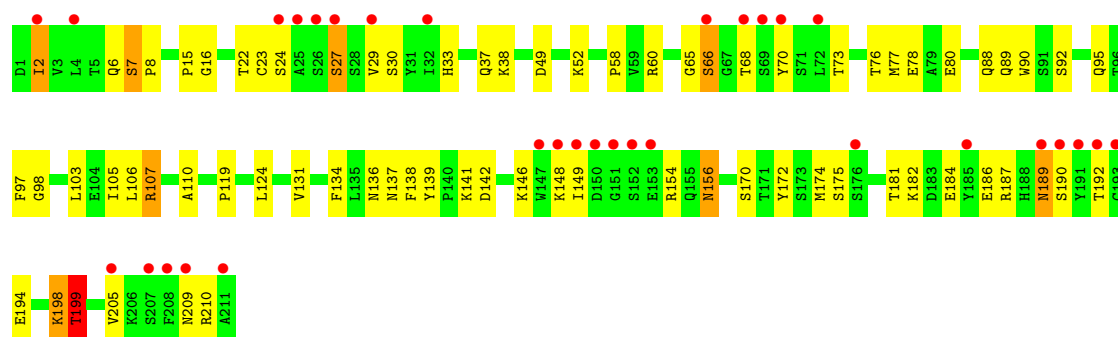 D1 I2 V3 L4 T5 Q6 S7 P8 P15 G16 T22 C23 S24 A25 S26 S27 S28 V29 S30 Y31 I32 H33 Q37 K38 D49 K52 P58 V59 R60 G65 S66 G67 T68 S69 Y70 S71 L72 T73 T76 M77 E78 A79 E80 Q88 Q89 W90 S91 S92 Q95 T96
F97 G98 L103 E104 I105 L106 R107 A110 P119 L124 V131 F134 L135 N136 N137 F138 Y139 P140 K141 D142 K146 W147 K148 I149 D150 G151 S152 E153 R154 Q155 N156 S170 T171 Y172 S173 M174 S175 S176 T181 K182 D183 E184 Y185 E186 R187 H188 N189 S190 Y191 T192 C193
E194 K198 T199 V205 K206 S207 F208 N209 R210 A211